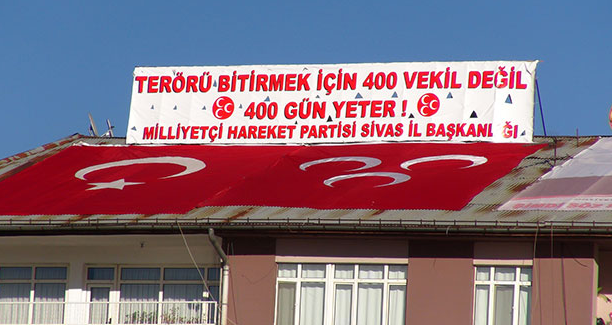 TERÖRÜ BİTİRMEK İÇİN 400 VEKİL DEĞİL
400 GÜN YETER !
MİLLİYETÇİ HAREKET PARTİSİ SİVAS İL BAŞKANLIĞI